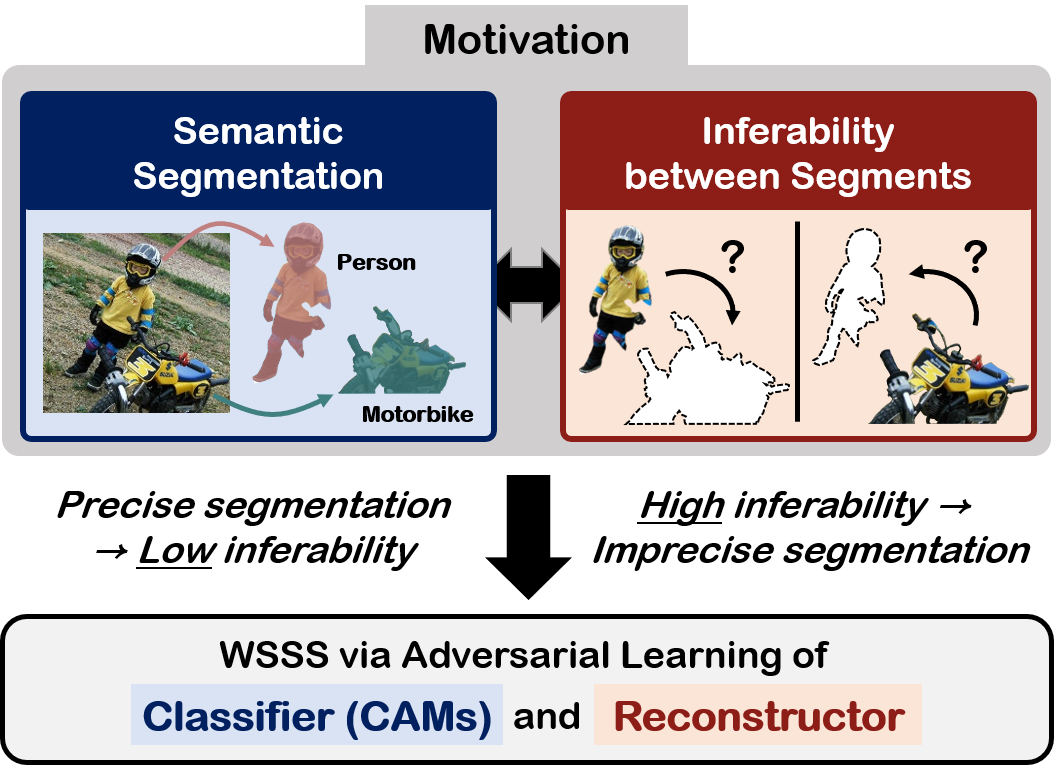 Motivation
Semantic
Segmentation
Person
Motorbike
Inferability
between Segments
?
?
SUZUKI
Precise segmentation
→ Low inferability
High inferability →
Imprecise segmentation
WSSS via Adversarial Learning of
Classifier (CAMs) and Reconstructor